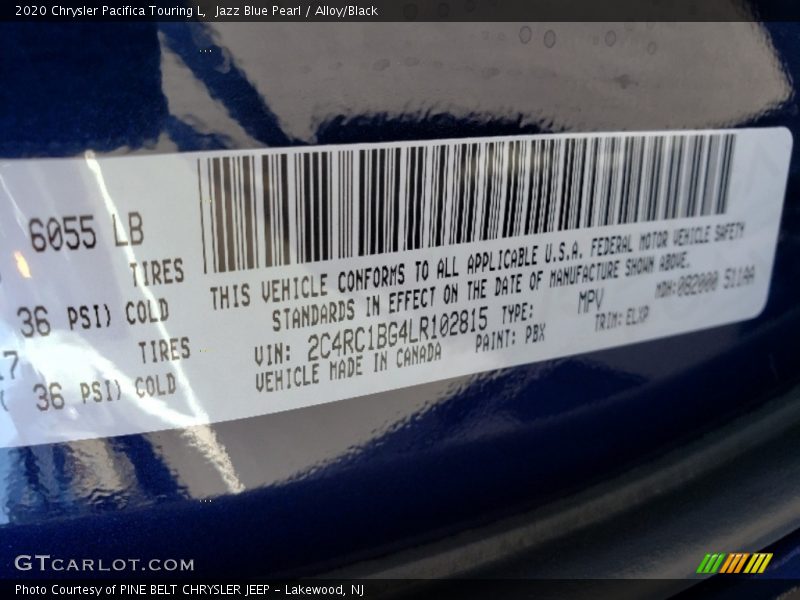 2020 Chrysler Pacifica Touring L, Jazz Blue Pearl / Alloy/Black
6055 LB
TIRES
36 PSI) COLD
TIRES
36 PSI) COLD
THIS VEHICLE CONFORMS TO ALL APPLICABLE U.S.A. FEDERAL MOTOR VEHICLE SAFETY
STANDARDS IN EFFECT ON THE DATE OF MANUFACTURE SHOWN ABOVE.
VIN: 2C4RC1BG4LR102815 TYPE: MPV MDH:082000 511AA
VEHICLE MADE IN CANADA PAINT: PBX TRIM: ELXP
GTCARLOT.COM
Photo Courtesy of PINE BELT CHRYSLER JEEP - Lakewood, NJ